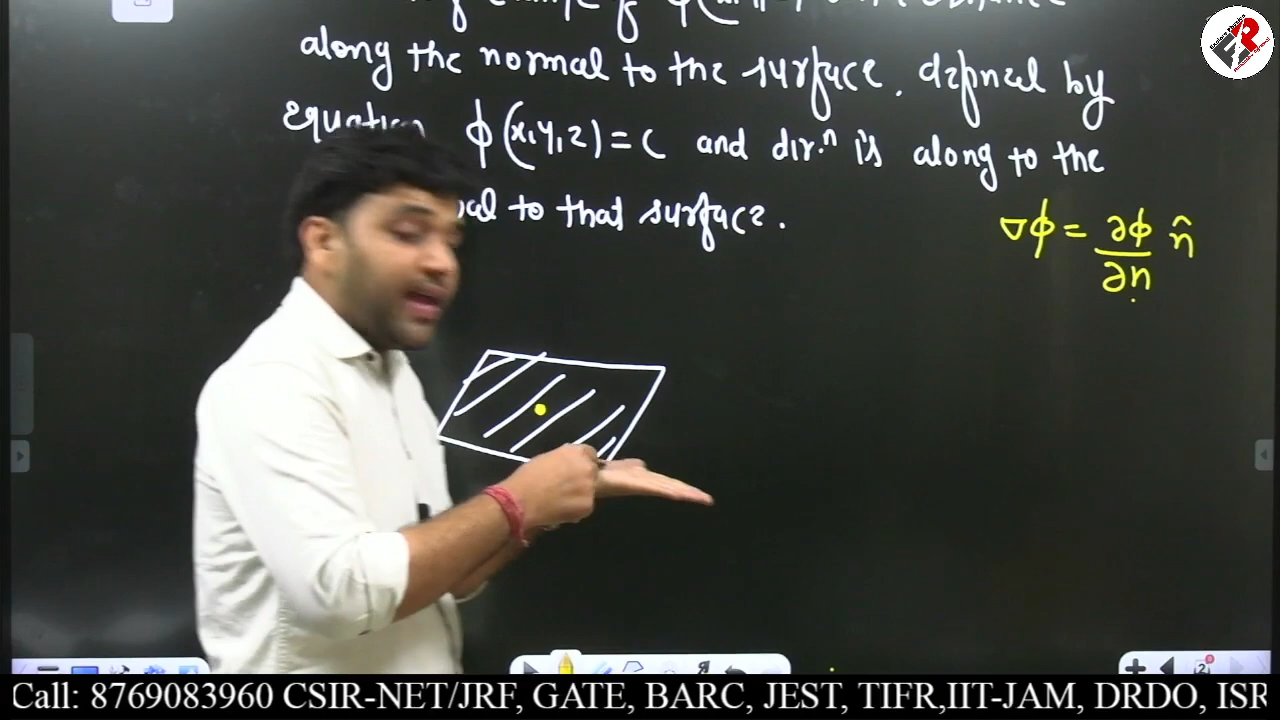 along the normal to the surface. defined by
equation ϕ(x,y,z) = c and dir.ⁿ is along to the
to that surface.
∇ϕ = ∂ϕ/∂n n̂
Call: 8769083960 CSIR-NET/JRF, GATE, BARC, JEST, TIFR,IIT-JAM, DRDO, ISR